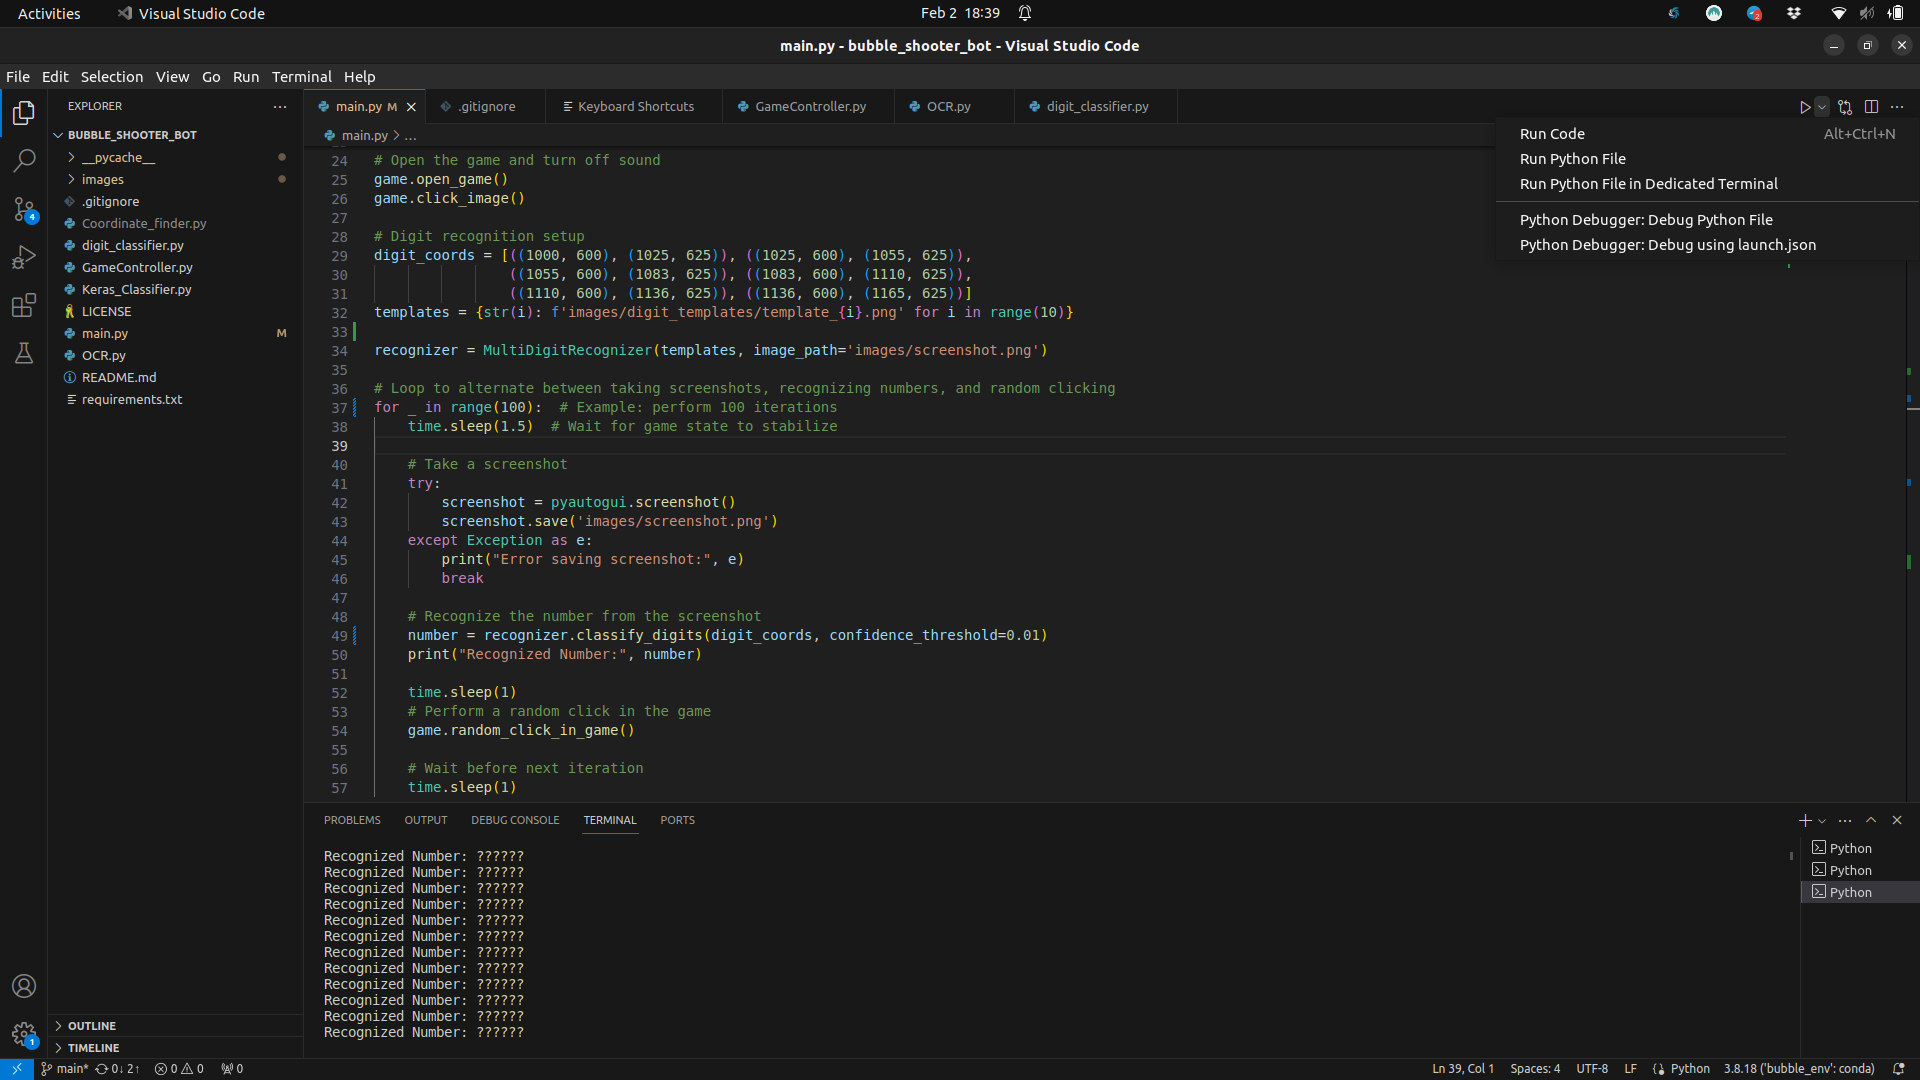 Activities
Visual Studio Code
Feb 2 18:39
main.py - bubble_shooter_bot - Visual Studio Code
File Edit Selection View Go Run Terminal Help
EXPLORER
BUBBLE_SHOOTER_BOT
__pycache__
images
.gitignore
Coordinate_finder.py
digit_classifier.py
GameController.py
Keras_Classifier.py
LICENSE
main.py M
OCR.py
README.md
requirements.txt
OUTLINE
TIMELINE
4
1
2
main.py M
.gitignore
Keyboard Shortcuts
GameController.py
OCR.py
digit_classifier.py
main.py > ...
Run Code Alt+Ctrl+N
Run Python File
Run Python File in Dedicated Terminal
Python Debugger: Debug Python File
Python Debugger: Debug using launch.json
24 # Open the game and turn off sound
25 game.open_game()
26 game.click_image()
27
28 # Digit recognition setup
29 digit_coords = [((1000, 600), (1025, 625)), ((1025, 600), (1055, 625)),
30 ((1055, 600), (1083, 625)), ((1083, 600), (1110, 625)),
31 ((1110, 600), (1136, 625)), ((1136, 600), (1165, 625))]
32 templates = {str(i): f'images/digit_templates/template_{i}.png' for i in range(10)}
33
34 recognizer = MultiDigitRecognizer(templates, image_path='images/screenshot.png')
35
36 # Loop to alternate between taking screenshots, recognizing numbers, and random clicking
37 for _ in range(100): # Example: perform 100 iterations
38 time.sleep(1.5) # Wait for game state to stabilize
39
40 # Take a screenshot
41 try:
42 screenshot = pyautogui.screenshot()
43 screenshot.save('images/screenshot.png')
44 except Exception as e:
45 print("Error saving screenshot:", e)
46 break
47
48 # Recognize the number from the screenshot
49 number = recognizer.classify_digits(digit_coords, confidence_threshold=0.01)
50 print("Recognized Number:", number)
51
52 time.sleep(1)
53 # Perform a random click in the game
54 game.random_click_in_game()
55
56 # Wait before next iteration
57 time.sleep(1)
PROBLEMS OUTPUT DEBUG CONSOLE TERMINAL PORTS
Recognized Number: ??????
Recognized Number: ??????
Recognized Number: ??????
Recognized Number: ??????
Recognized Number: ??????
Recognized Number: ??????
Recognized Number: ??????
Recognized Number: ??????
Recognized Number: ??????
Recognized Number: ??????
Recognized Number: ??????
Recognized Number: ??????
Python
Python
Python
main* 0↓ 2↑ 0 0 0
Ln 39, Col 1 Spaces: 4 UTF-8 LF Python 3.8.18 ('bubble_env': conda)